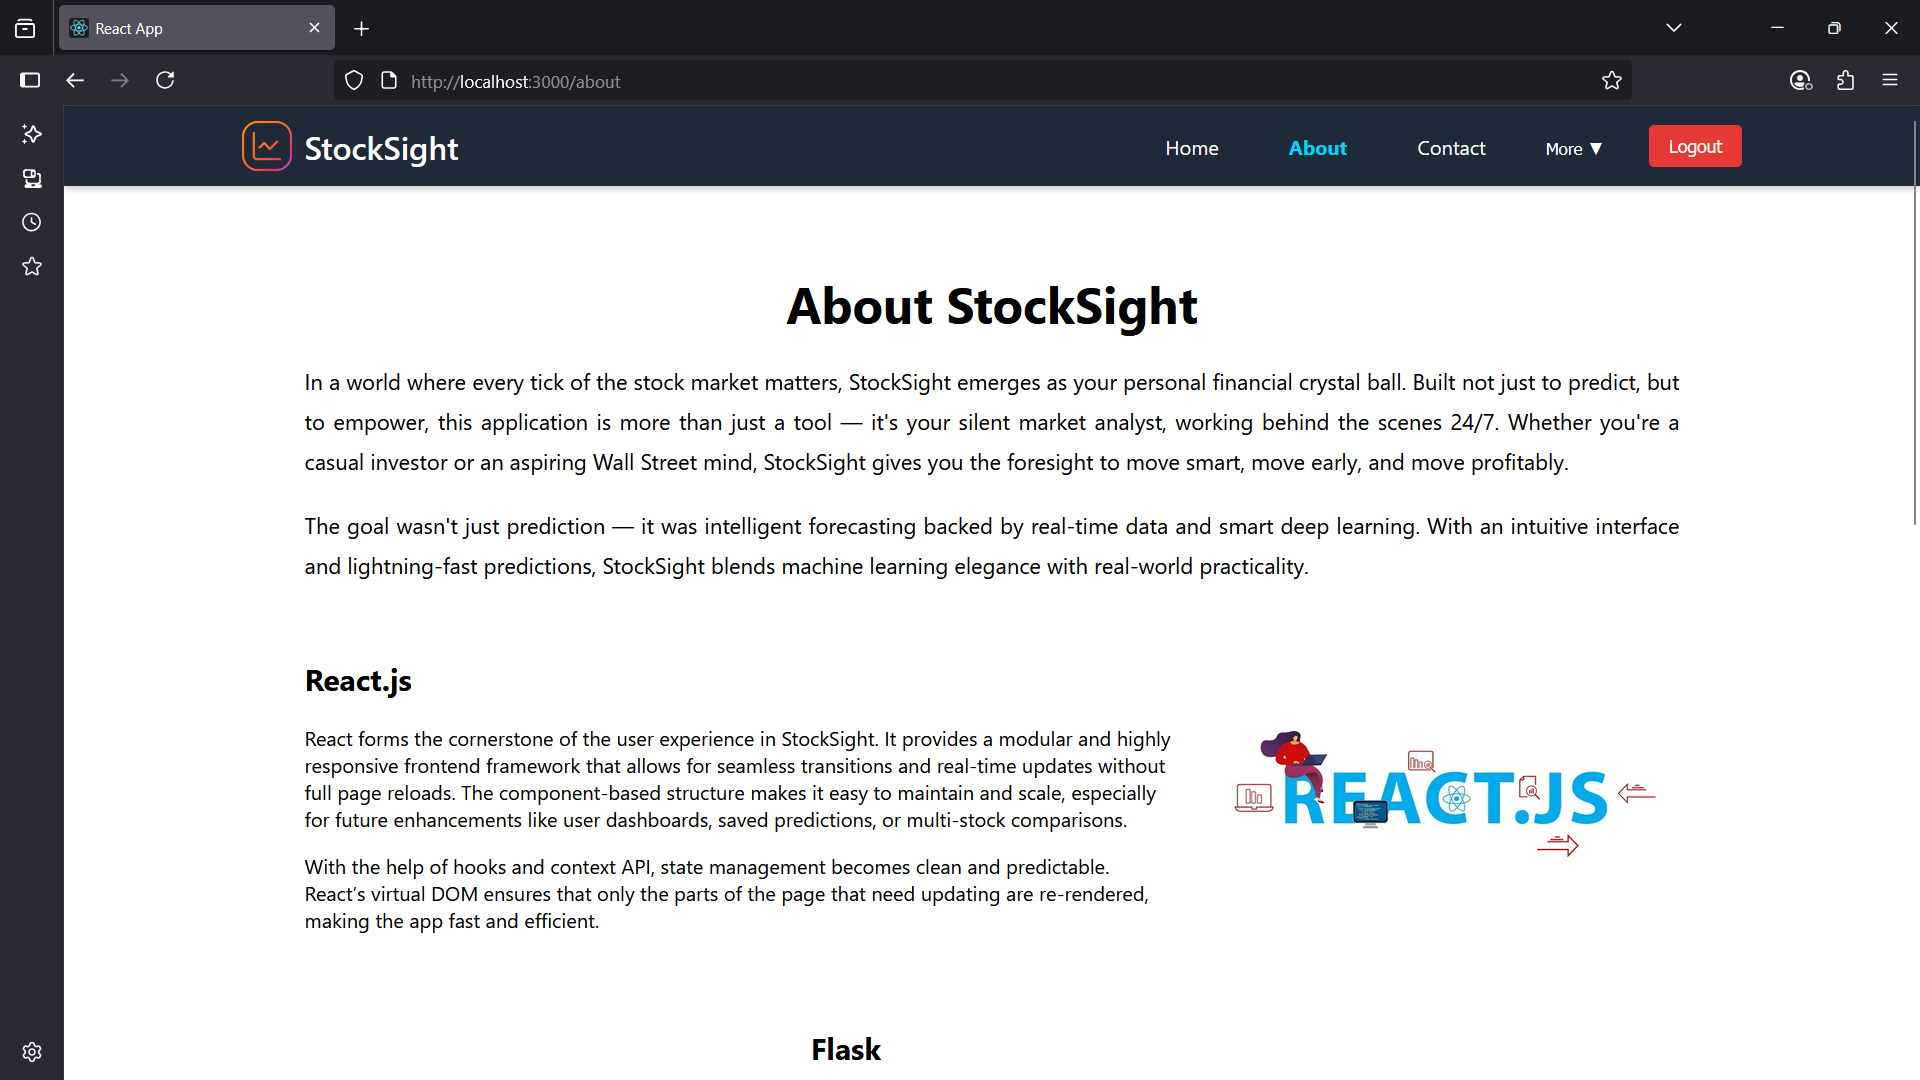 React App
http://localhost:3000/about
StockSight
Home
About
Contact
More ▼
Logout
About StockSight
In a world where every tick of the stock market matters, StockSight emerges as your personal financial crystal ball. Built not just to predict, but
to empower, this application is more than just a tool — it's your silent market analyst, working behind the scenes 24/7. Whether you're a
casual investor or an aspiring Wall Street mind, StockSight gives you the foresight to move smart, move early, and move profitably.
The goal wasn't just prediction — it was intelligent forecasting backed by real-time data and smart deep learning. With an intuitive interface
and lightning-fast predictions, StockSight blends machine learning elegance with real-world practicality.
React.js
React forms the cornerstone of the user experience in StockSight. It provides a modular and highly
responsive frontend framework that allows for seamless transitions and real-time updates without
full page reloads. The component-based structure makes it easy to maintain and scale, especially
for future enhancements like user dashboards, saved predictions, or multi-stock comparisons.
With the help of hooks and context API, state management becomes clean and predictable.
React’s virtual DOM ensures that only the parts of the page that need updating are re-rendered,
making the app fast and efficient.
REACT.JS
Flask